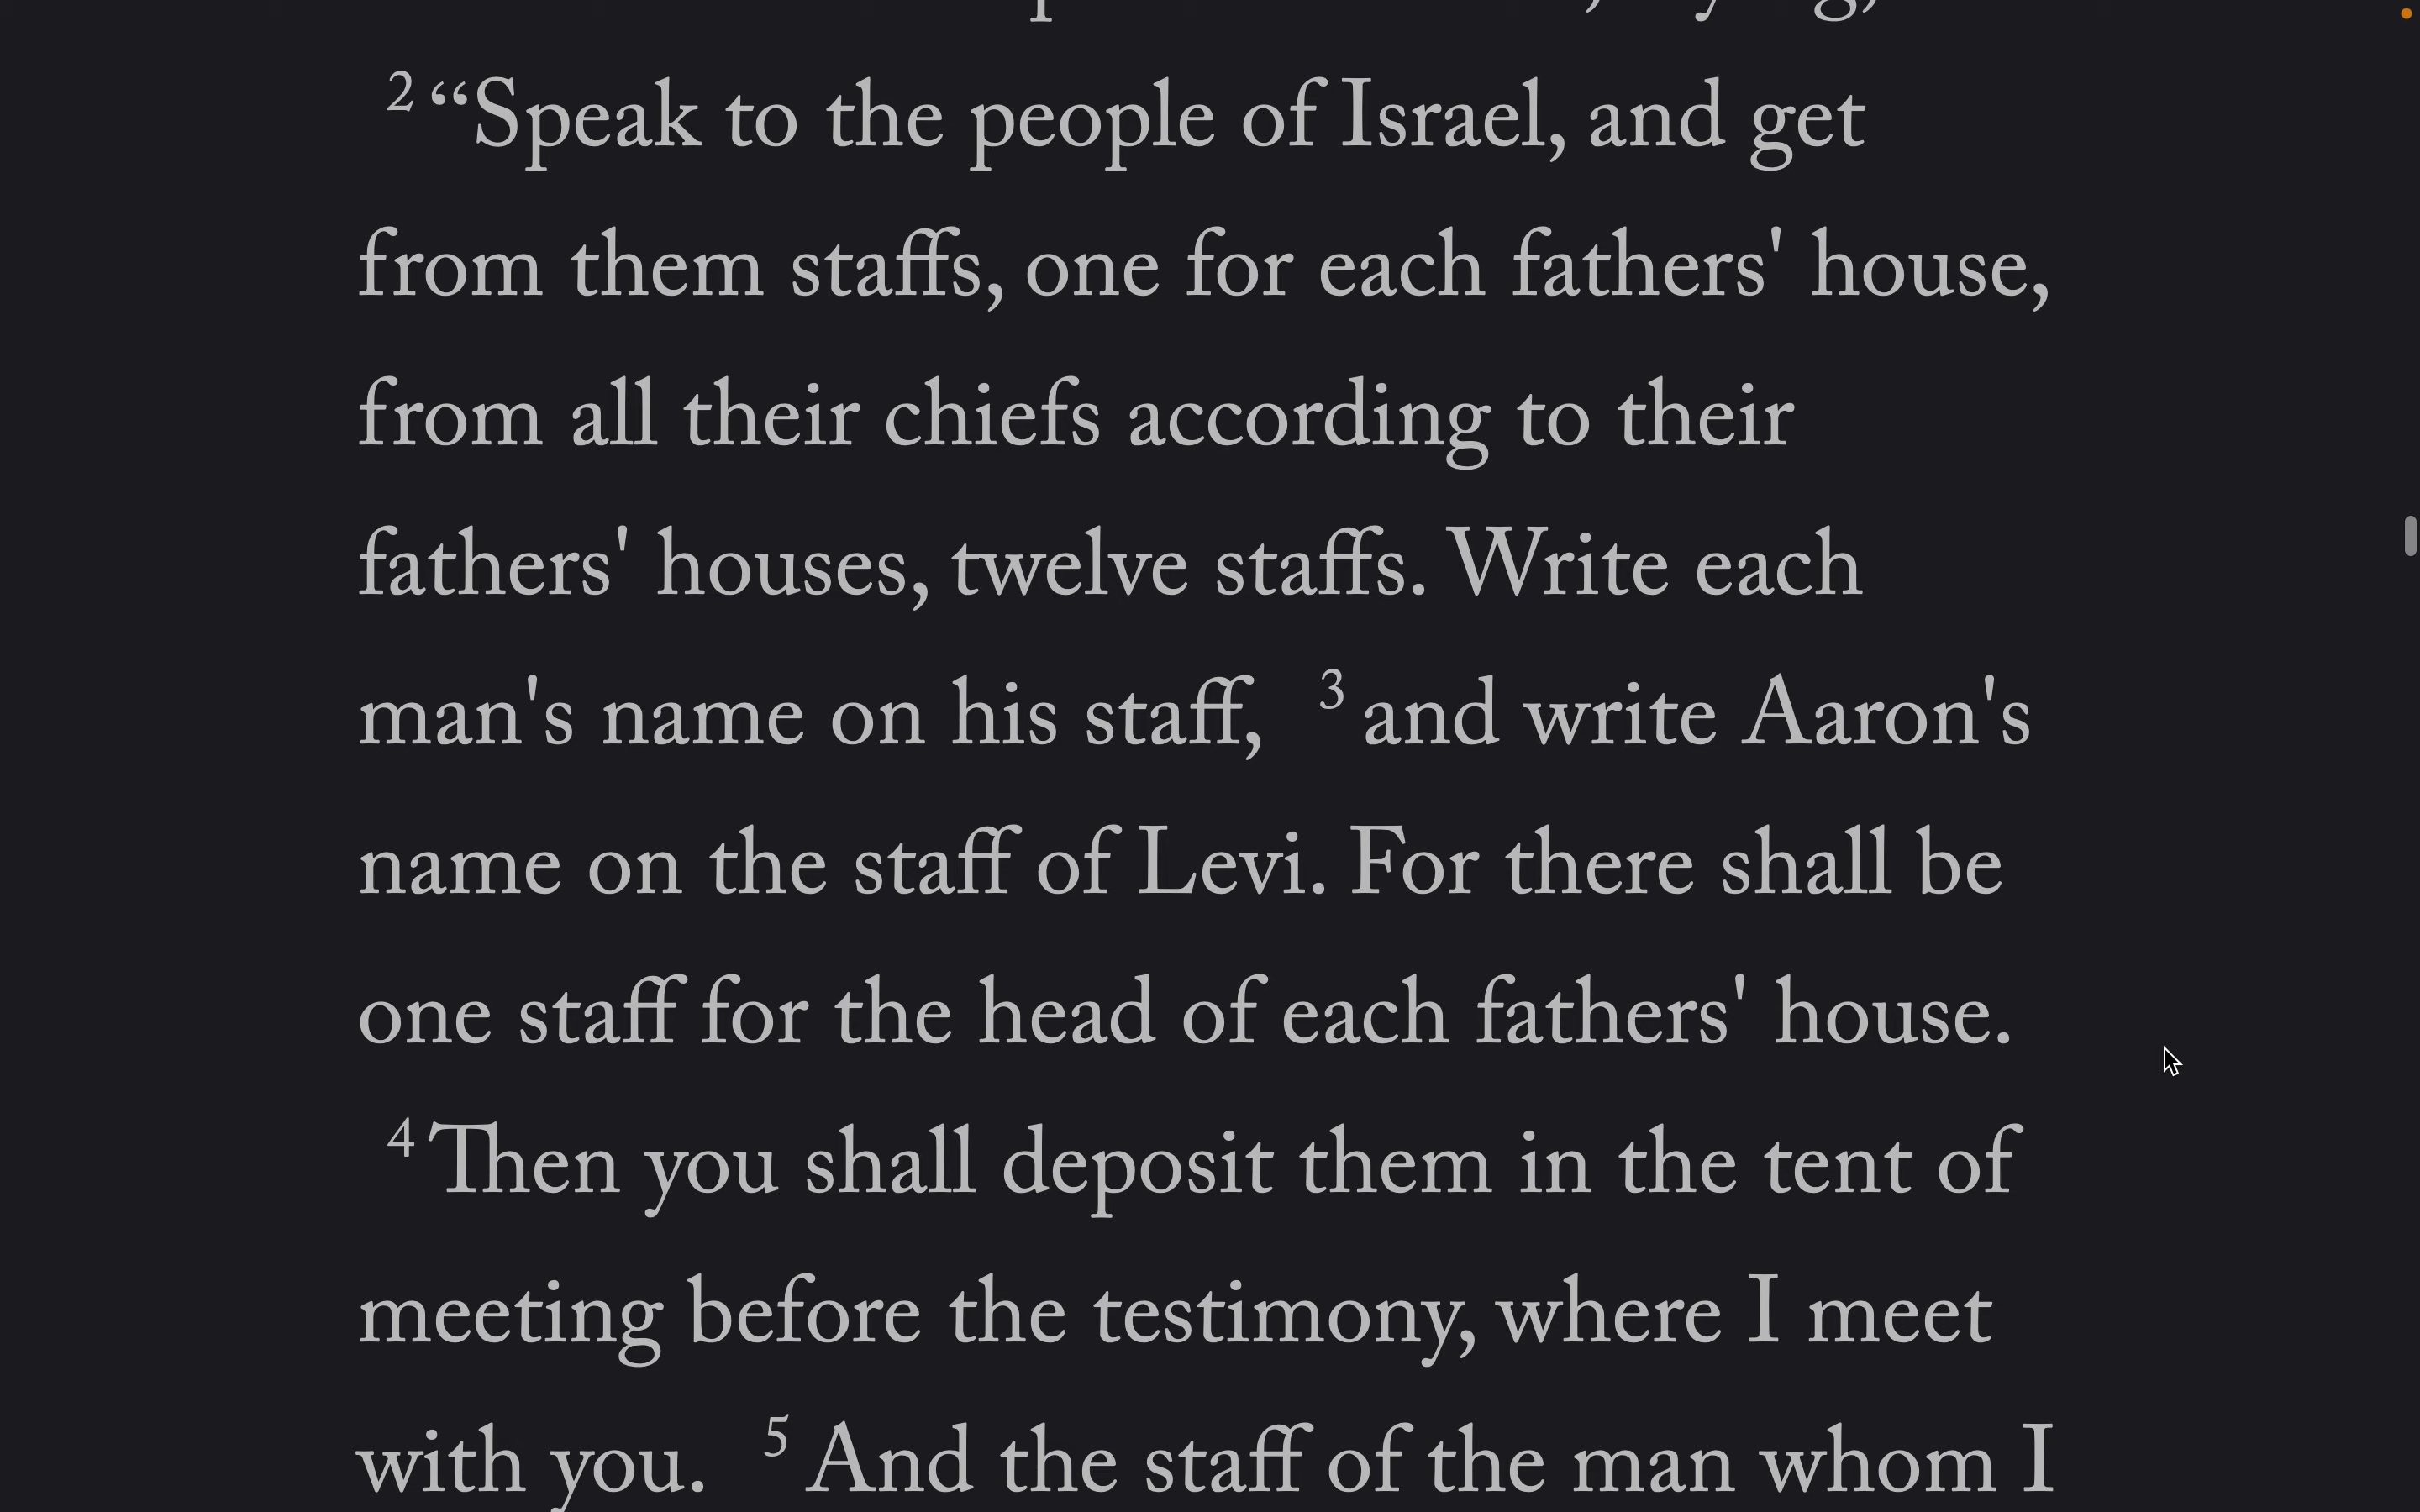 2 “Speak to the people of Israel, and get
from them staffs, one for each fathers' house,
from all their chiefs according to their
fathers' houses, twelve staffs. Write each
man's name on his staff, 3 and write Aaron's
name on the staff of Levi. For there shall be
one staff for the head of each fathers' house.
4 Then you shall deposit them in the tent of
meeting before the testimony, where I meet
with you. 5 And the staff of the man whom I